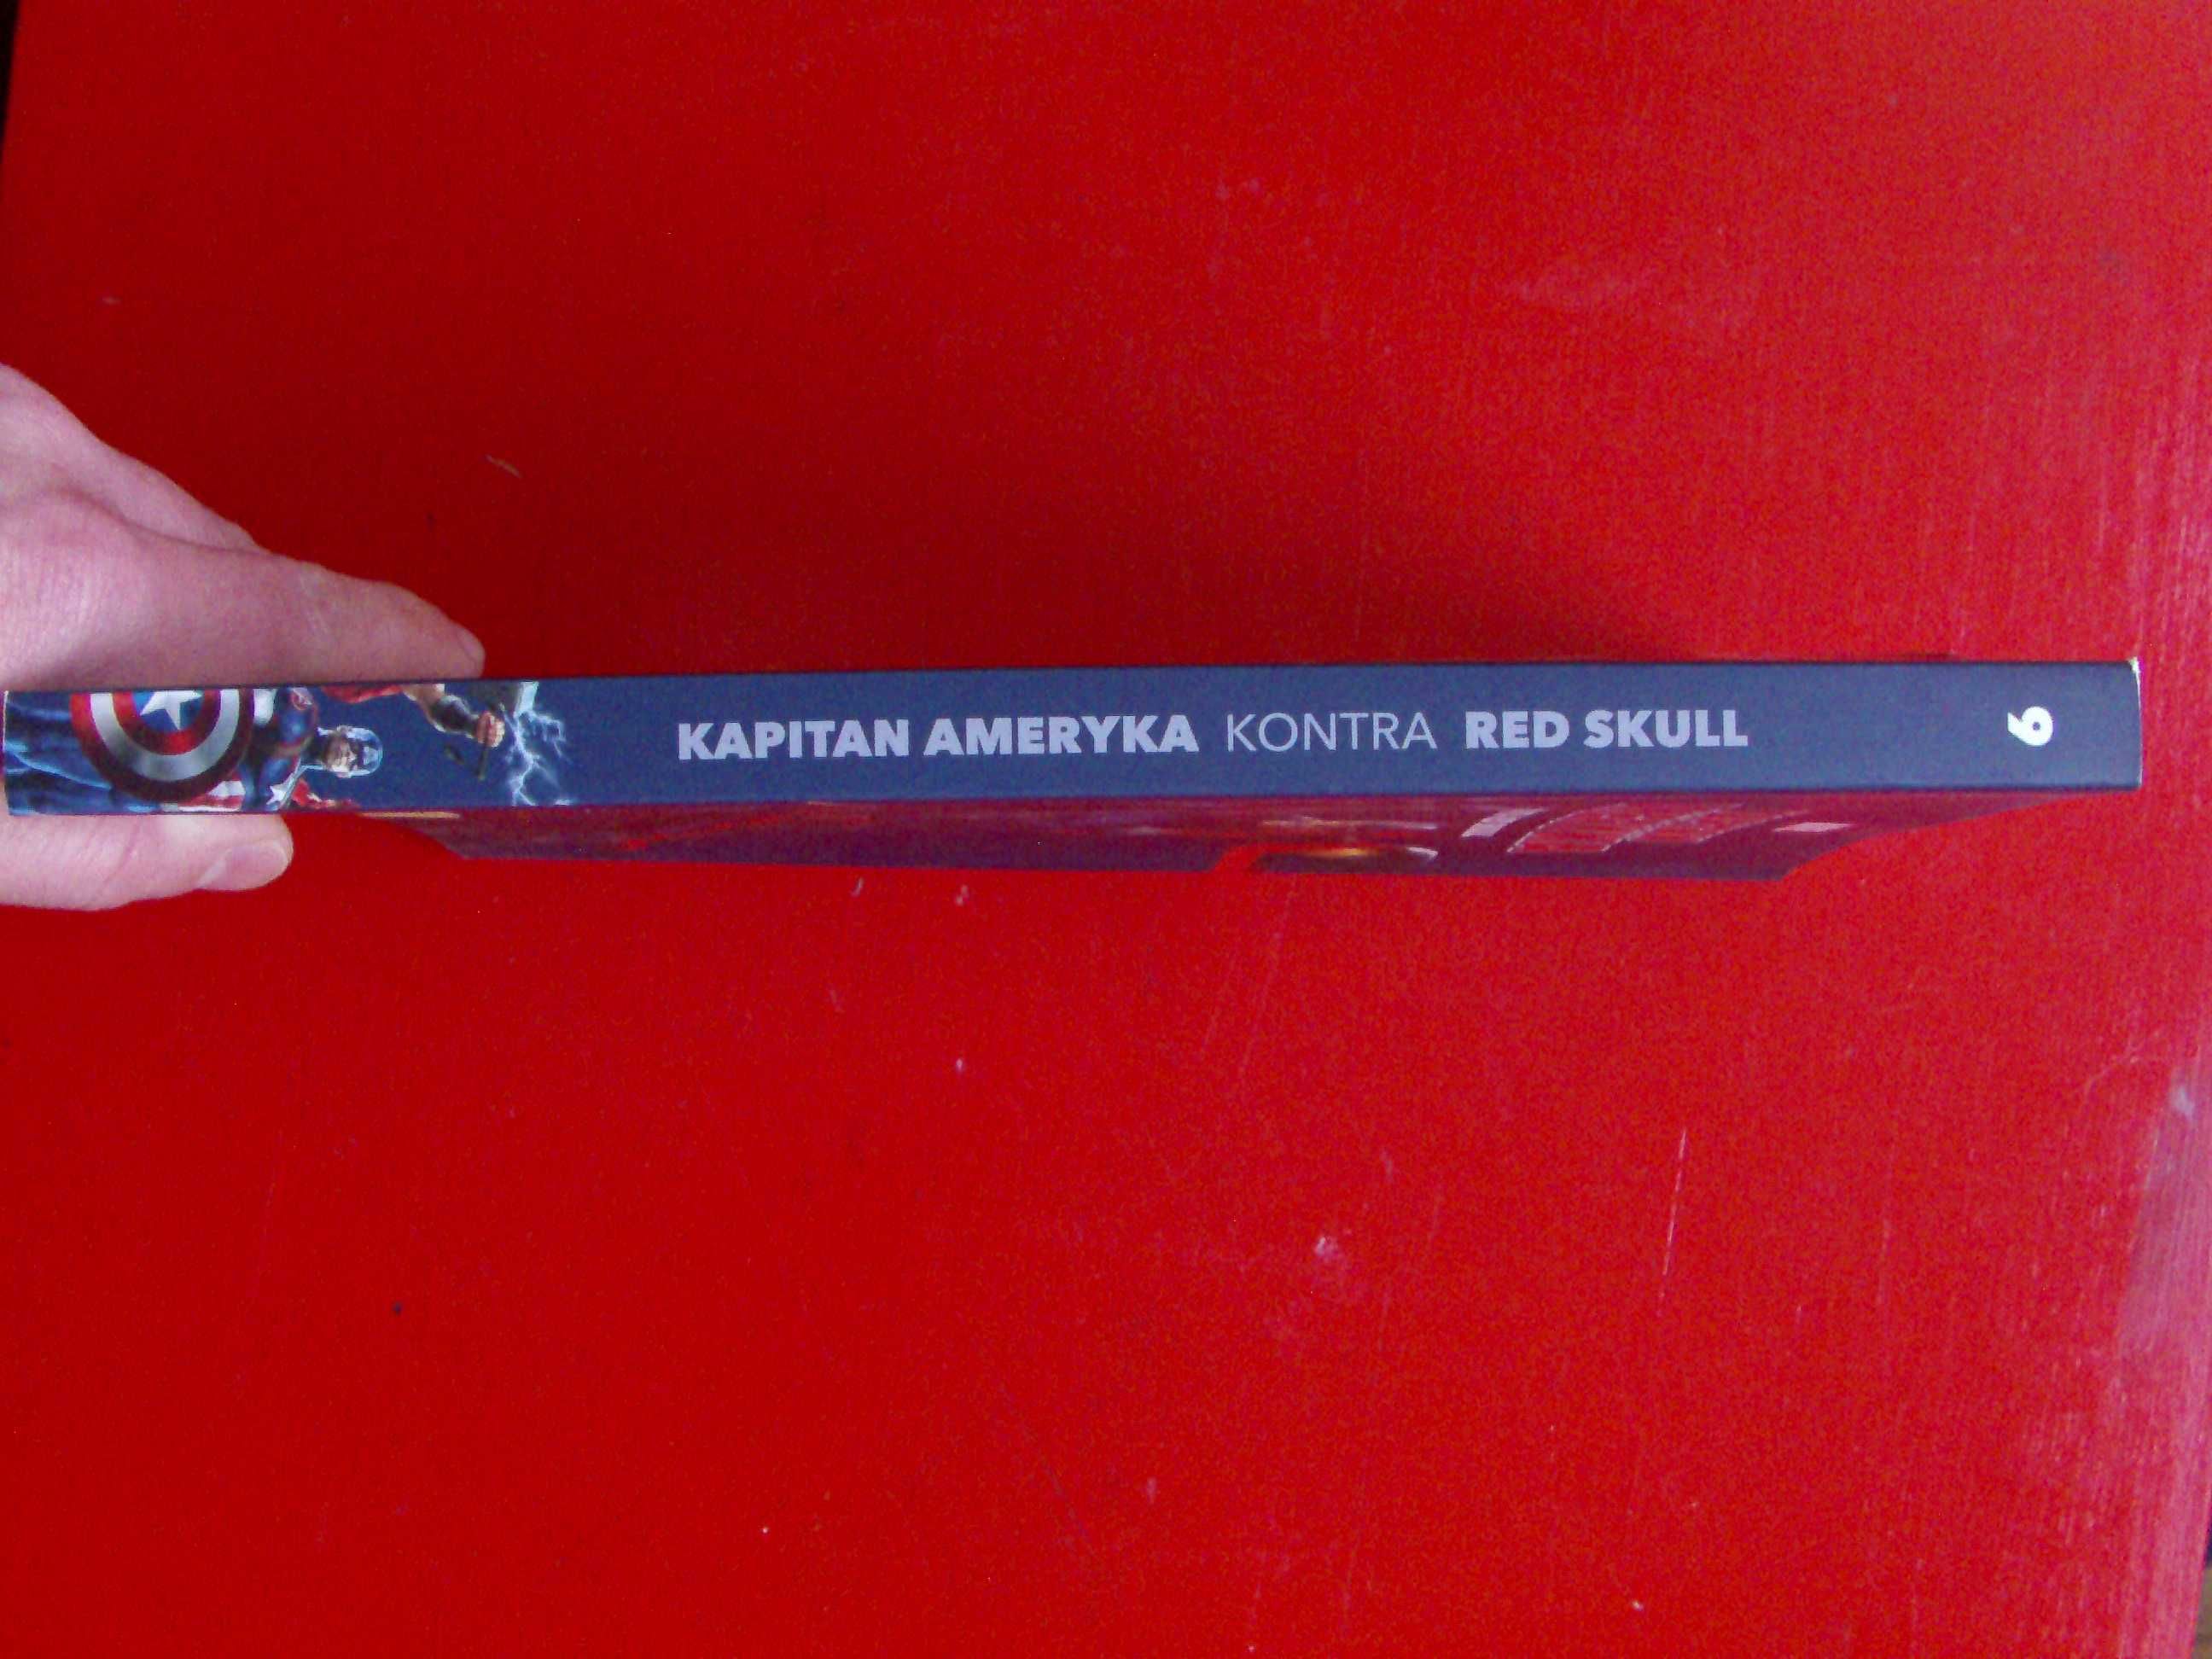 KAPITAN AMERYKA KONTRA RED SKULL
6